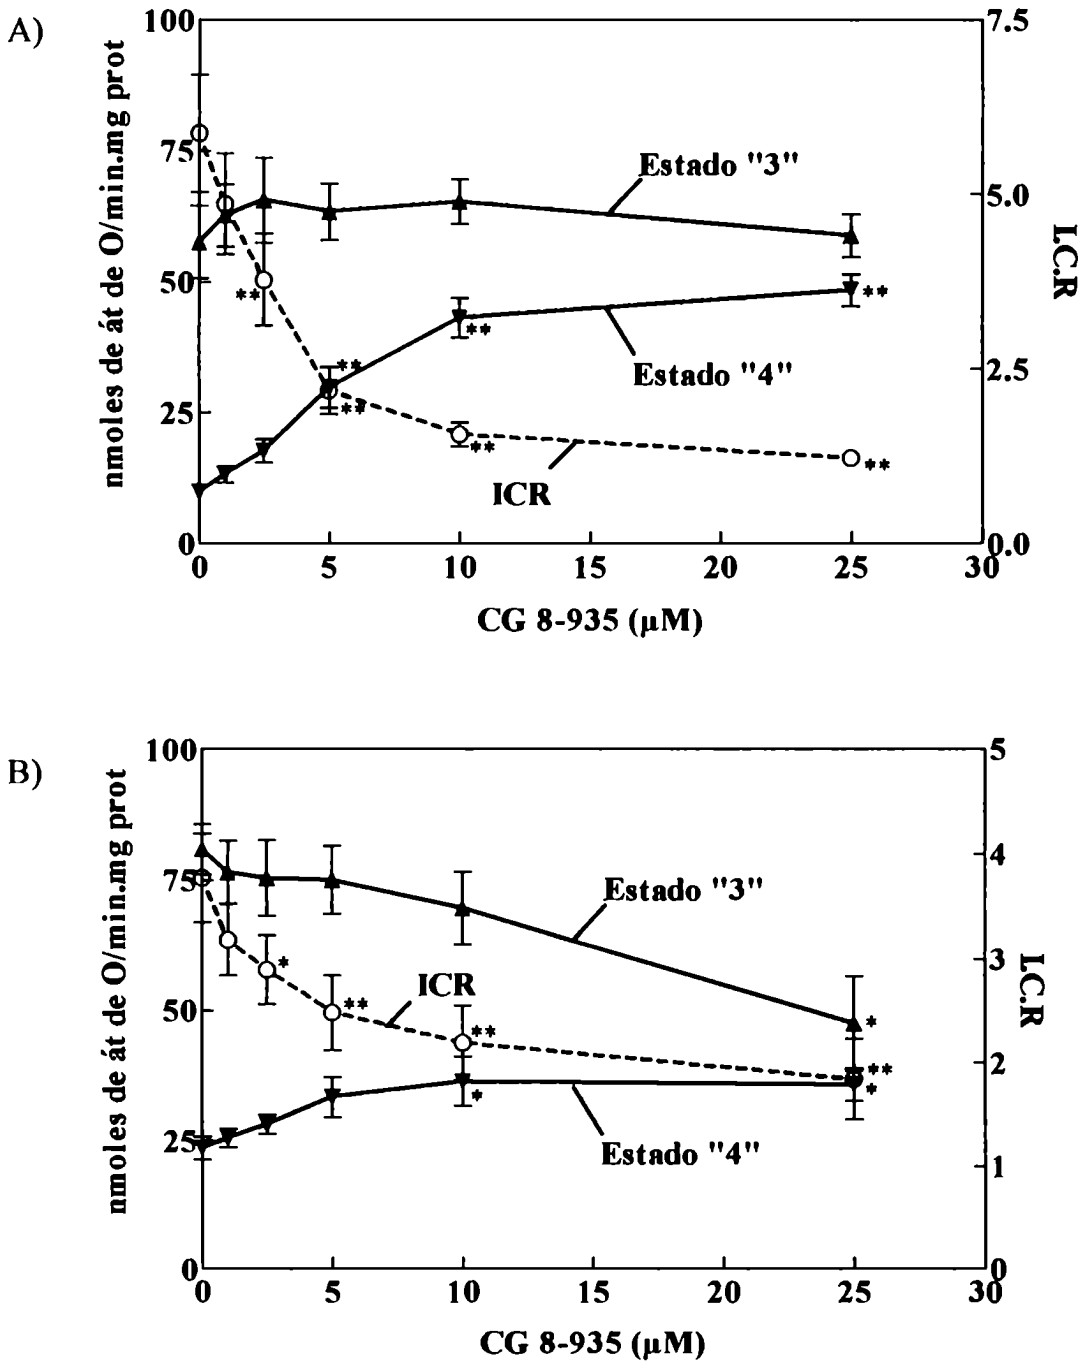 A)
nmoles de át de O/min.mg prot
100
75
50
25
0
7.5
5.0
2.5
0.0
I.C.R
Estado "3"
**
**
**
**
**
**
**
**
Estado "4"
ICR
0 5 10 15 20 25 30
CG 8-935 (µM)
B)
nmoles de át de O/min.mg prot
100
75
50
25
0
5
4
3
2
1
0
I.C.R
Estado "3"
ICR
*
**
**
*
*
**
*
Estado "4"
0 5 10 15 20 25 30
CG 8-935 (µM)